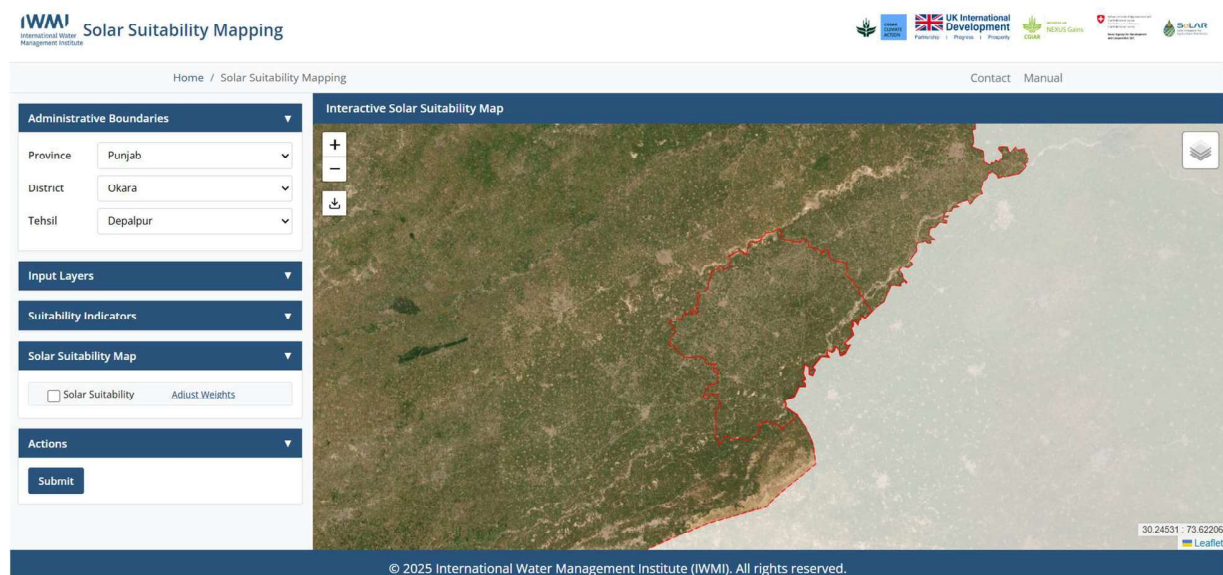 IWMI
International Water
Management Institute
Solar Suitability Mapping
CLIMATE
ACTION
UK International
Development
Partnership | Progress | Prosperity
CGIAR
NEXUS Gains
SoLAR
Home / Solar Suitability Mapping
Contact Manual
Administrative Boundaries ▼
Province Punjab
District Okara
Tehsil Depalpur
Input Layers ▼
Suitability Indicators ▼
Solar Suitability Map ▼
Solar Suitability Adjust Weights
Actions ▼
Submit
Interactive Solar Suitability Map
+
−
30.24531 : 73.62206
Leaflet
© 2025 International Water Management Institute (IWMI). All rights reserved.